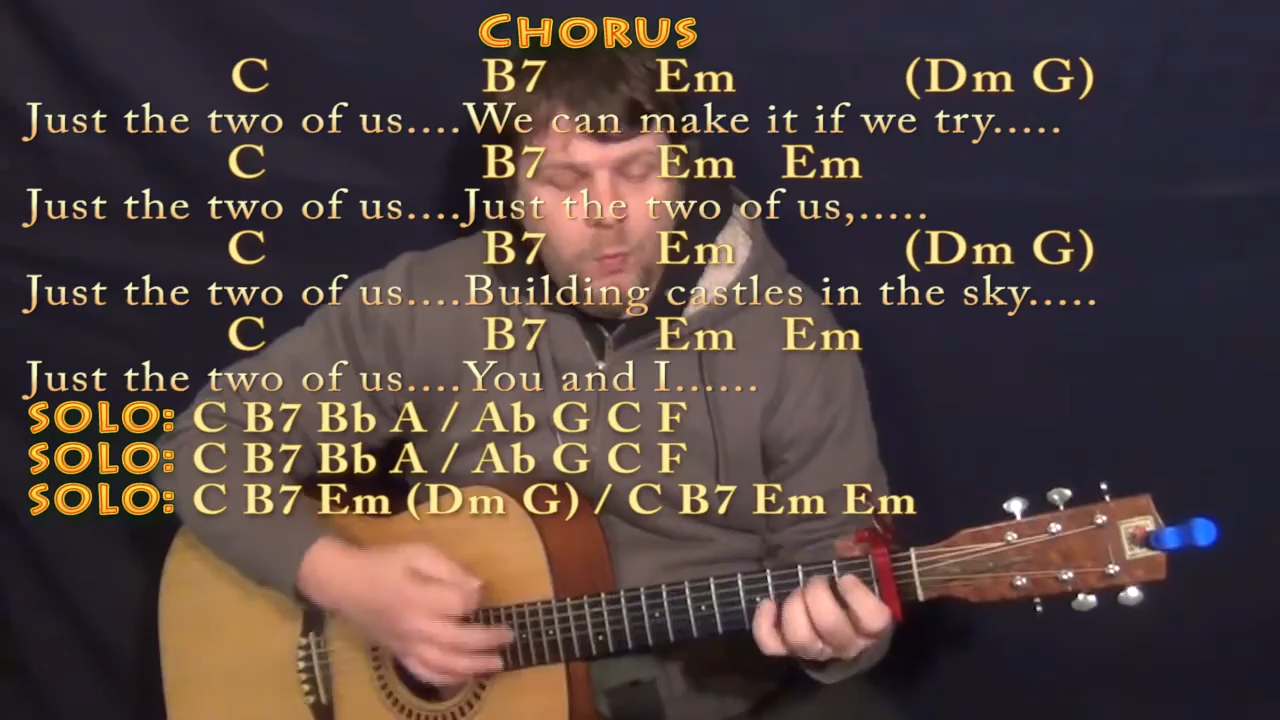 CHORUS
C B7 Em (Dm G)
Just the two of us....We can make it if we try.....
C B7 Em Em
Just the two of us....Just the two of us,.....
C B7 Em (Dm G)
Just the two of us....Building castles in the sky.....
C B7 Em Em
Just the two of us....You and I......
SOLO: C B7 Bb A / Ab G C F
SOLO: C B7 Bb A / Ab G C F
SOLO: C B7 Em (Dm G) / C B7 Em Em